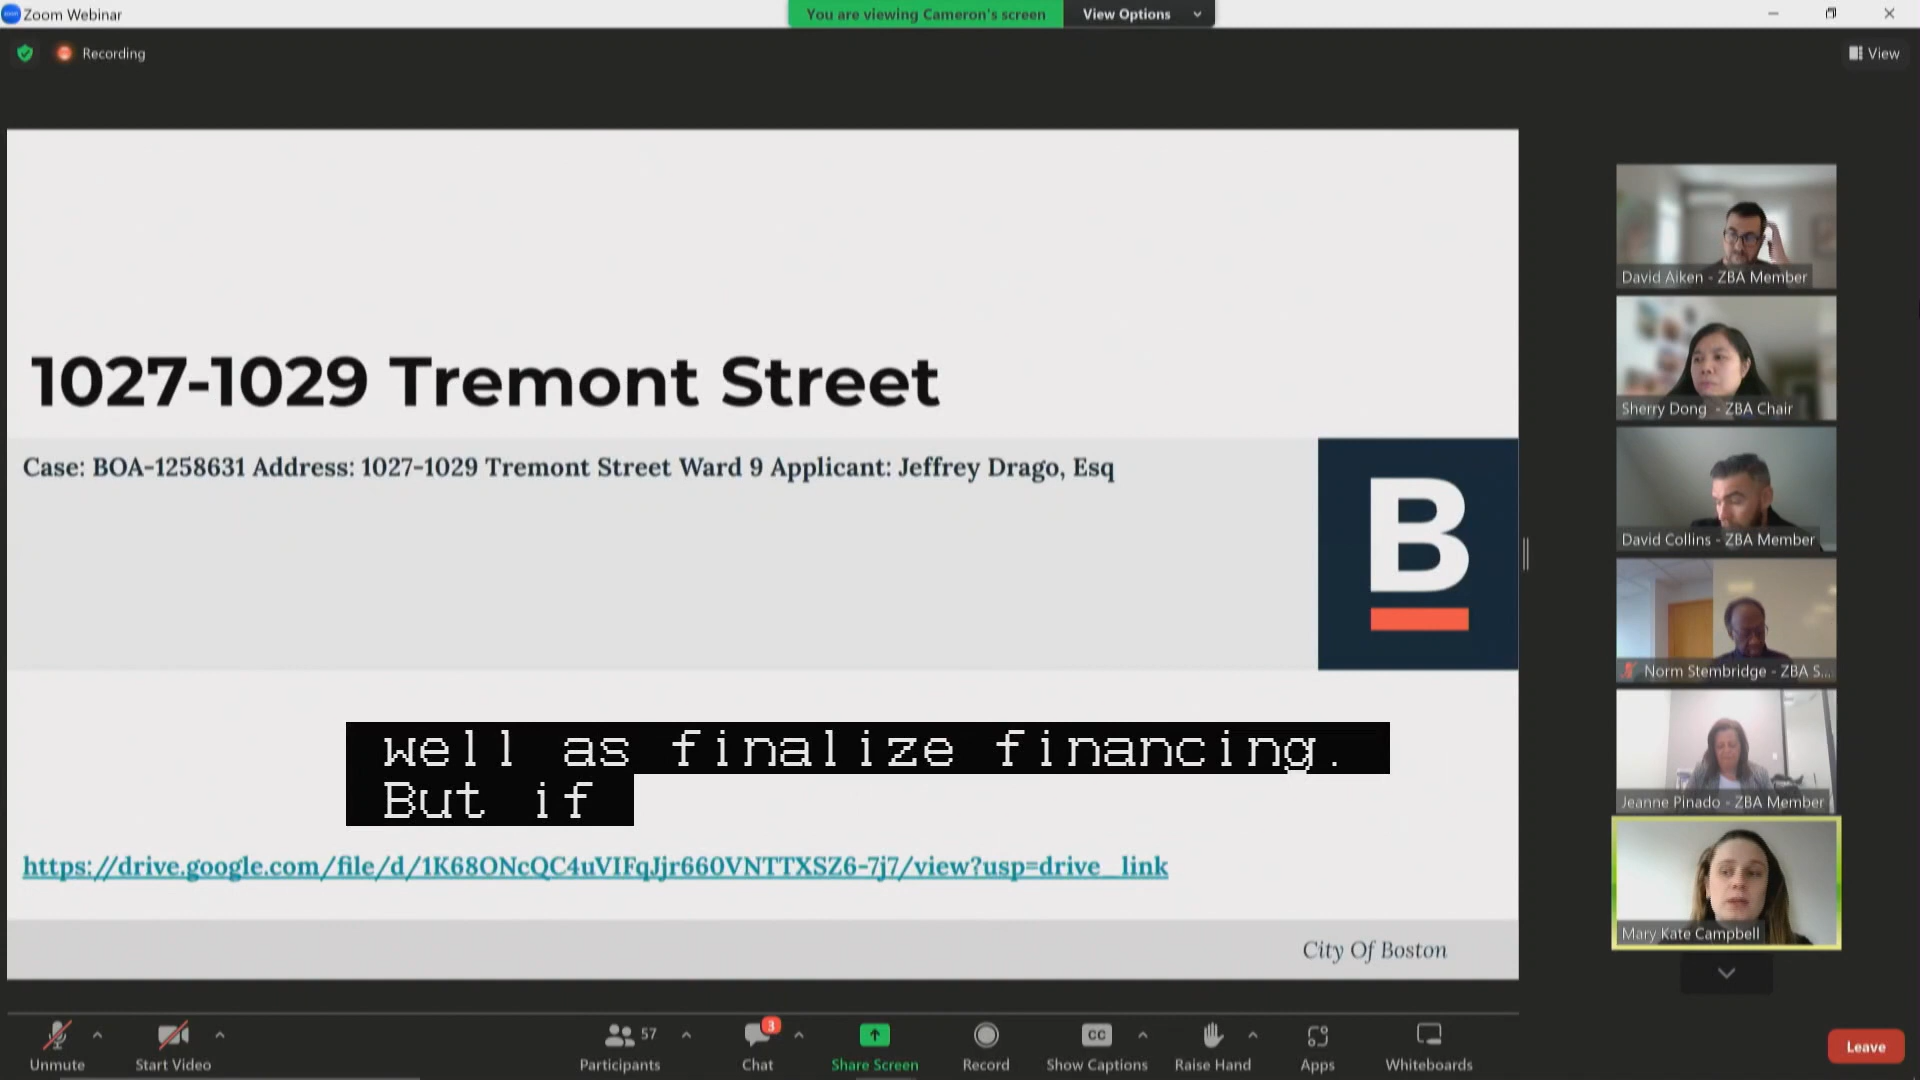 Zoom Webinar
You are viewing Cameron's screen
View Options
Recording
View
1027-1029 Tremont Street
Case: BOA-1258631 Address: 1027-1029 Tremont Street Ward 9 Applicant: Jeffrey Drago, Esq
B
well as finalize financing.
But if
https://drive.google.com/file/d/1K68ONcQC4uVIFqJjr660VNTTXSZ6-7j7/view?usp=drive_link
City Of Boston
David Aiken - ZBA Member
Sherry Dong - ZBA Chair
David Collins - ZBA Member
Norm Stembridge - ZBA S...
Jeanne Pinado - ZBA Member
Mary Kate Campbell
Unmute
Start Video
57
Participants
3
Chat
Share Screen
Record
CC
Show Captions
Raise Hand
Apps
Whiteboards
Leave